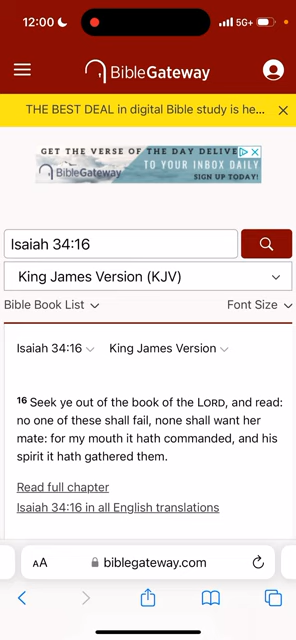 12:00
5G+
BibleGateway
THE BEST DEAL in digital Bible study is he...
GET THE VERSE OF THE DAY DELIVE
TO YOUR INBOX DAILY
BibleGateway
SIGN UP TODAY!
Isaiah 34:16
King James Version (KJV)
Bible Book List
Font Size
Isaiah 34:16 King James Version
16 Seek ye out of the book of the LORD, and read:
no one of these shall fail, none shall want her
mate: for my mouth it hath commanded, and his
spirit it hath gathered them.
Read full chapter
Isaiah 34:16 in all English translations
AA
biblegateway.com